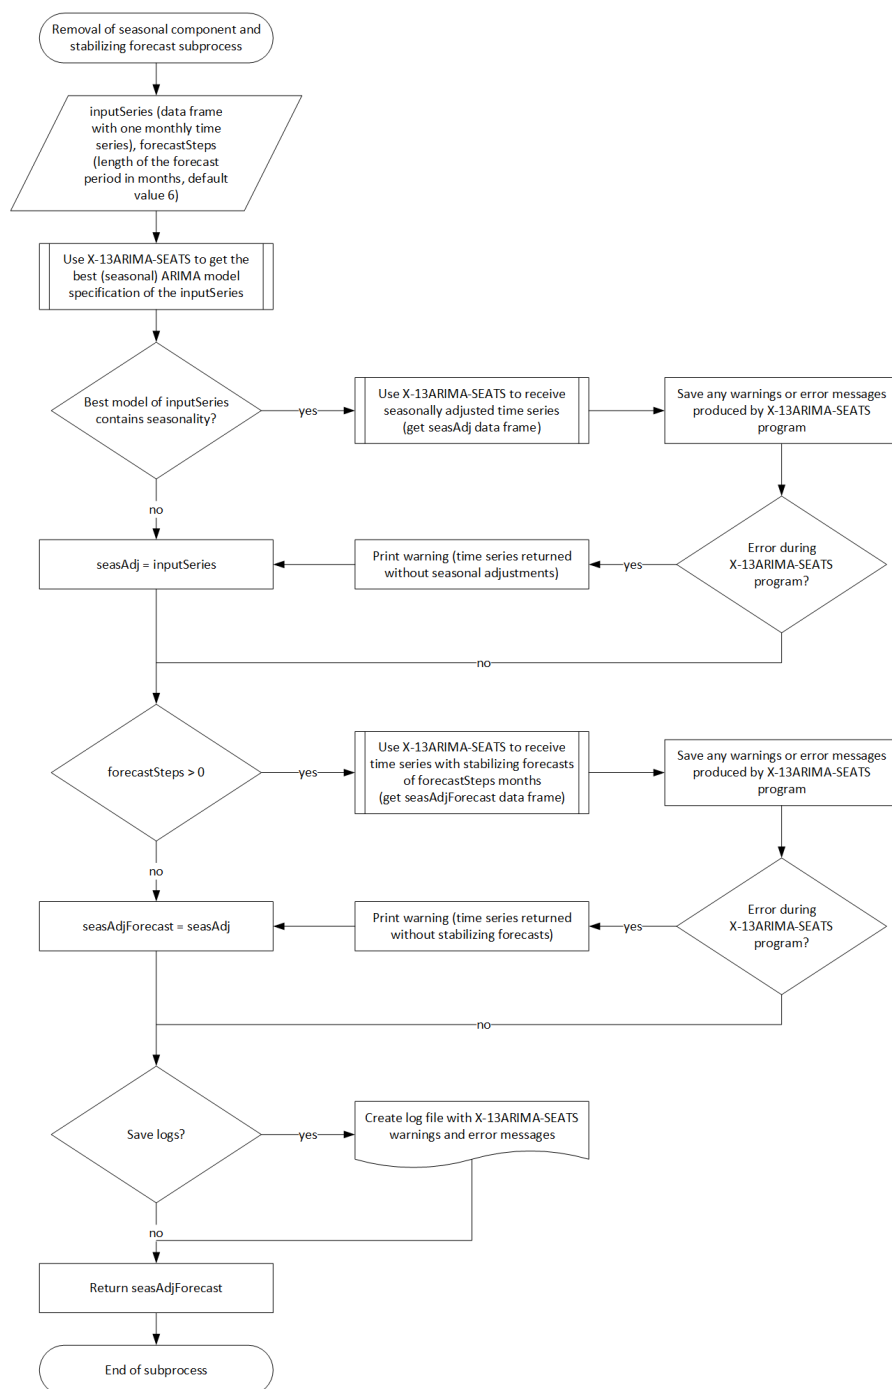 Removal of seasonal component and
stabilizing forecast subprocess
inputSeries (data frame
with one monthly time
series), forecastSteps
(length of the forecast
period in months, default
value 6)
Use X-13ARIMA-SEATS to get the
best (seasonal) ARIMA model
specification of the inputSeries
Best model of inputSeries
contains seasonality?
yes
Use X-13ARIMA-SEATS to receive
seasonally adjusted time series
(get seasAdj data frame)
Save any warnings or error messages
produced by X-13ARIMA-SEATS
program
no
seasAdj = inputSeries
Print warning (time series returned
without seasonal adjustments)
yes
Error during
X-13ARIMA-SEATS
program?
no
forecastSteps > 0
yes
Use X-13ARIMA-SEATS to receive
time series with stabilizing forecasts
of forecastSteps months
(get seasAdjForecast data frame)
Save any warnings or error messages
produced by X-13ARIMA-SEATS
program
no
seasAdjForecast = seasAdj
Print warning (time series returned
without stabilizing forecasts)
yes
Error during
X-13ARIMA-SEATS
program?
no
Save logs?
yes
Create log file with X-13ARIMA-SEATS
warnings and error messages
no
Return seasAdjForecast
End of subprocess